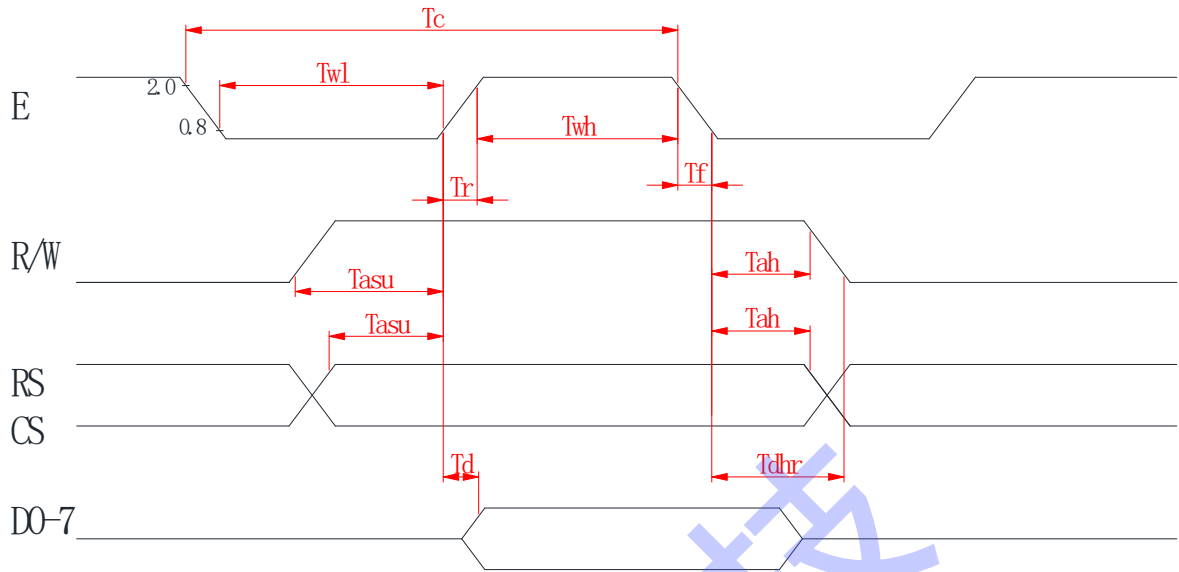 Tc
Twl
2.0
E
0.8
Twh
Tf
Tr
R/W
Tah
Tasu
Tah
Tasu
RS
CS
Td
Tdhr
D0-7
技